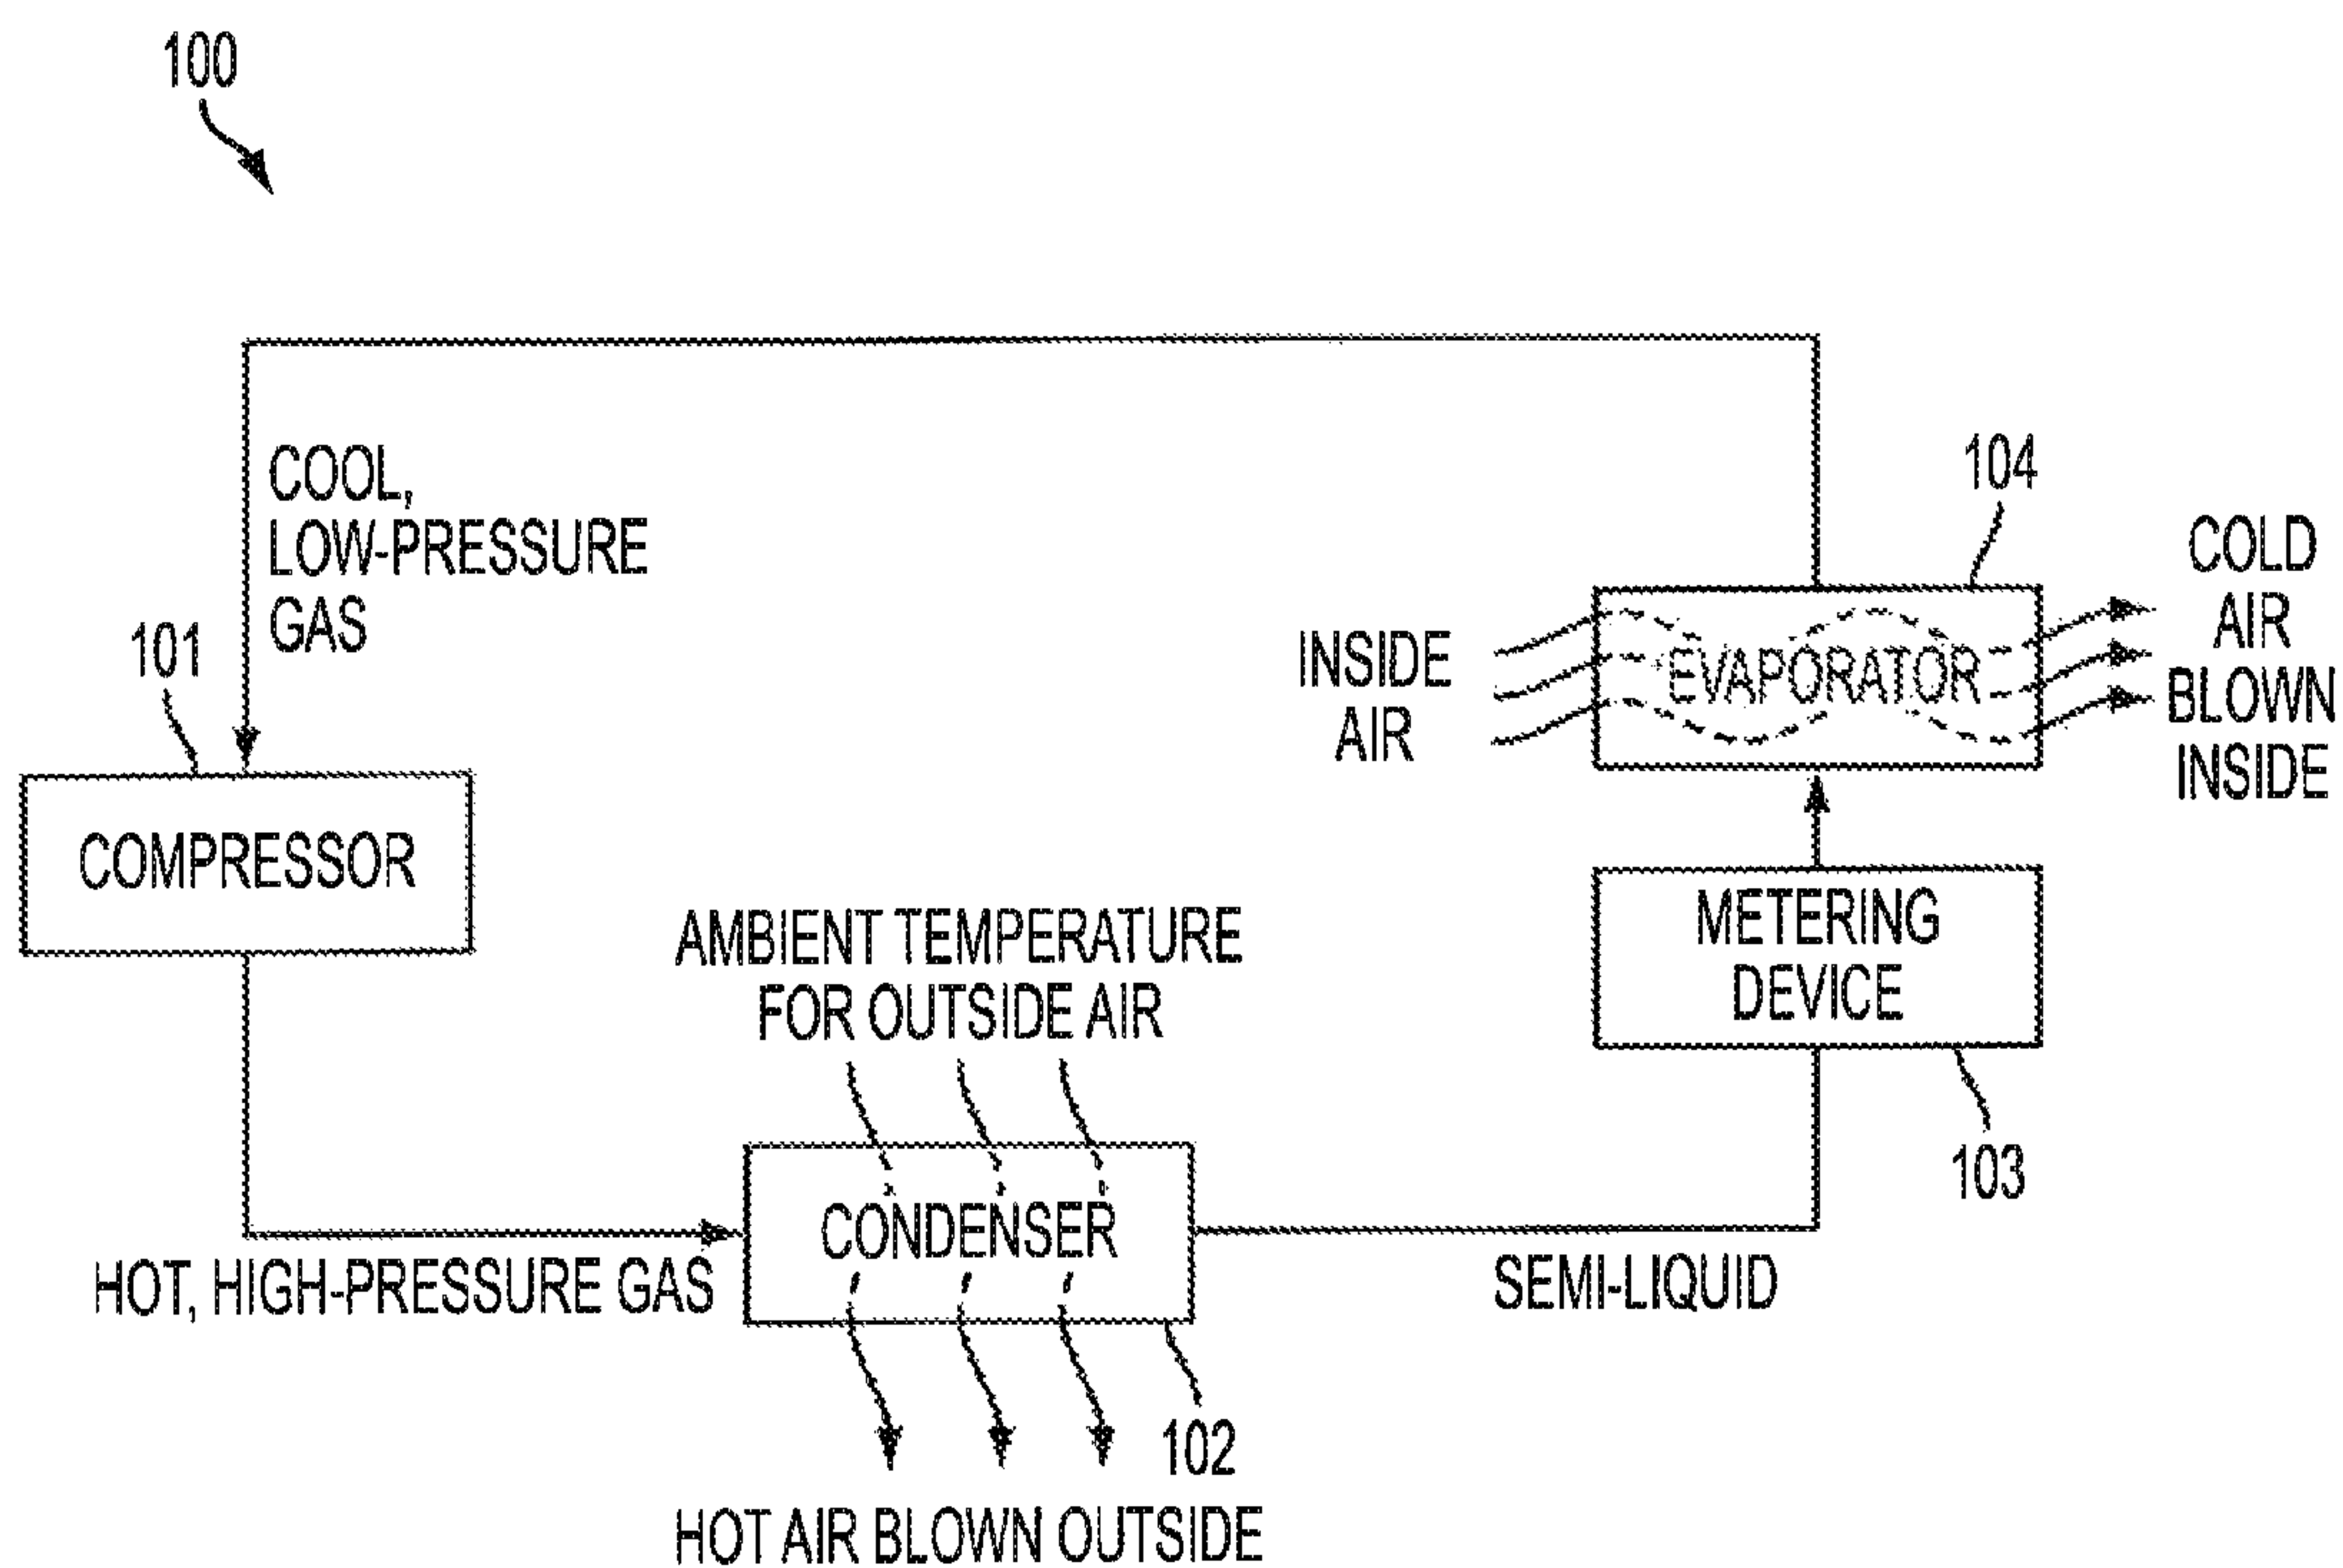 100
COOL,
LOW-PRESSURE
GAS
101
COMPRESSOR
HOT, HIGH-PRESSURE GAS
AMBIENT TEMPERATURE
FOR OUTSIDE AIR
CONDENSER
102
HOT AIR BLOWN OUTSIDE
SEMI-LIQUID
103
METERING
DEVICE
INSIDE
AIR
EVAPORATOR
104
COLD
AIR
BLOWN
INSIDE